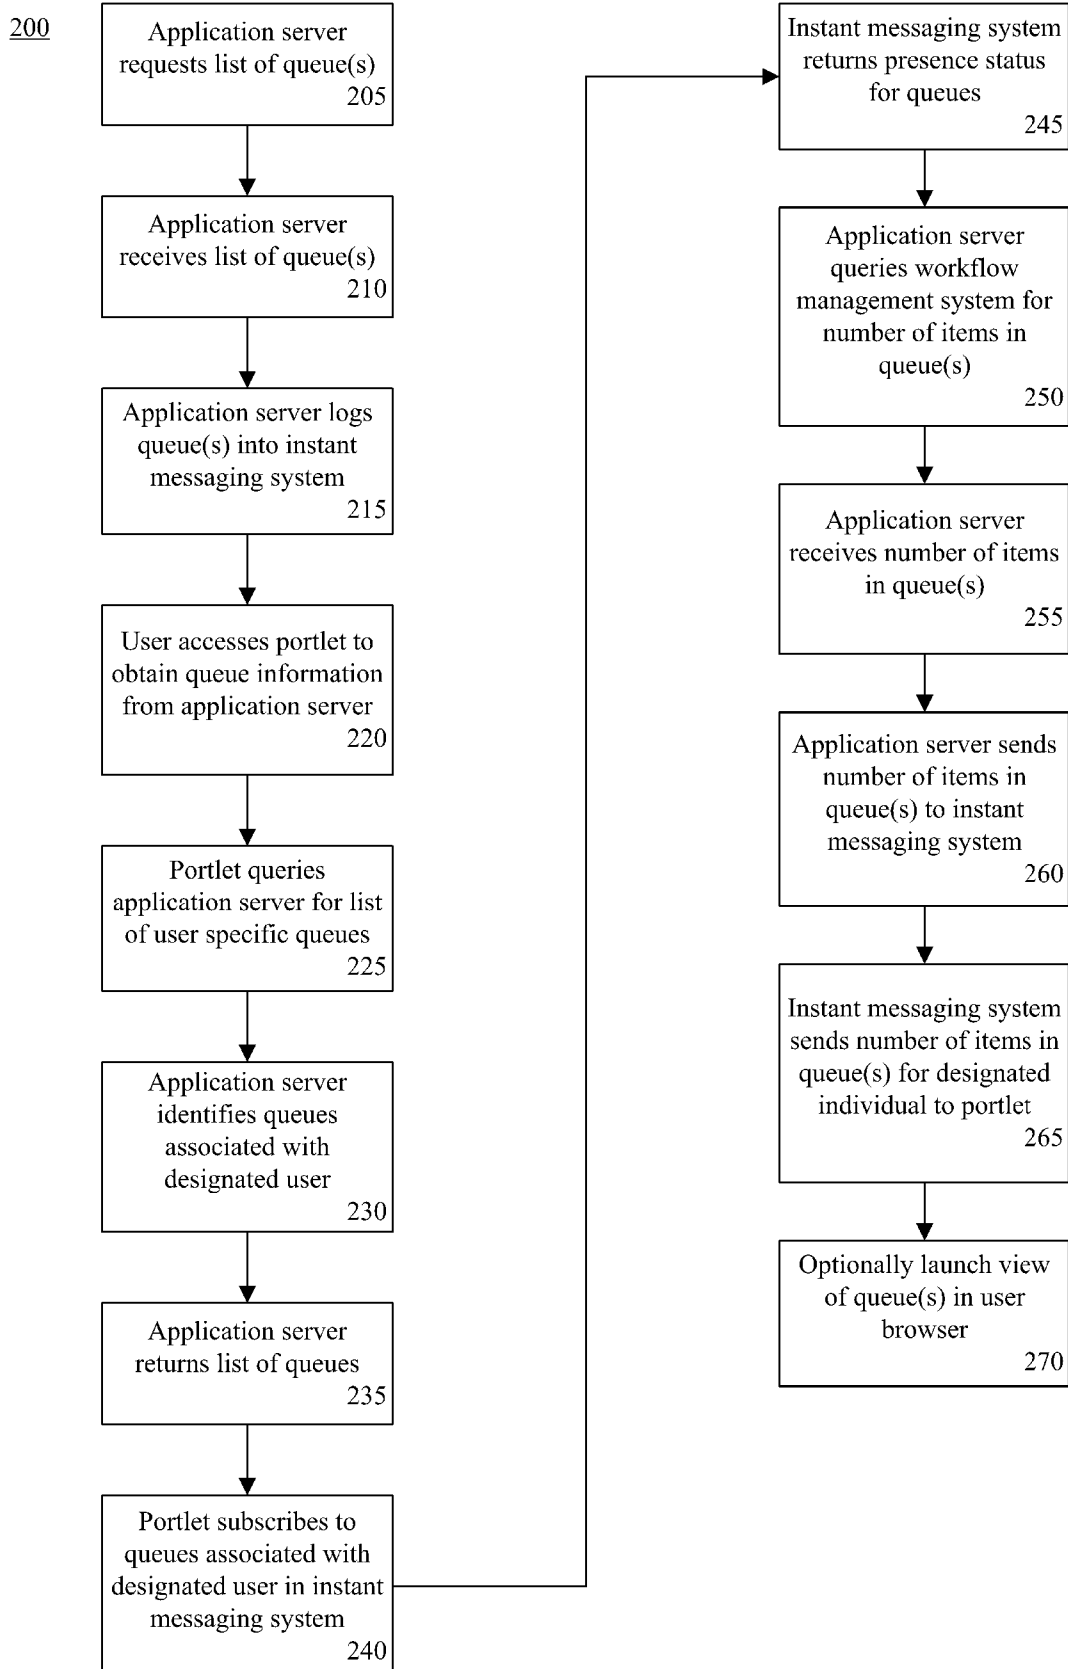 200
Application server
requests list of queue(s)
205
Application server
receives list of queue(s)
210
Application server logs
queue(s) into instant
messaging system
215
User accesses portlet to
obtain queue information
from application server
220
Portlet queries
application server for list
of user specific queues
225
Application server
identifies queues
associated with
designated user
230
Application server
returns list of queues
235
Portlet subscribes to
queues associated with
designated user in instant
messaging system
240
Instant messaging system
returns presence status
for queues
245
Application server
queries workflow
management system for
number of items in
queue(s)
250
Application server
receives number of items
in queue(s)
255
Application server sends
number of items in
queue(s) to instant
messaging system
260
Instant messaging system
sends number of items in
queue(s) for designated
individual to portlet
265
Optionally launch view
of queue(s) in user
browser
270